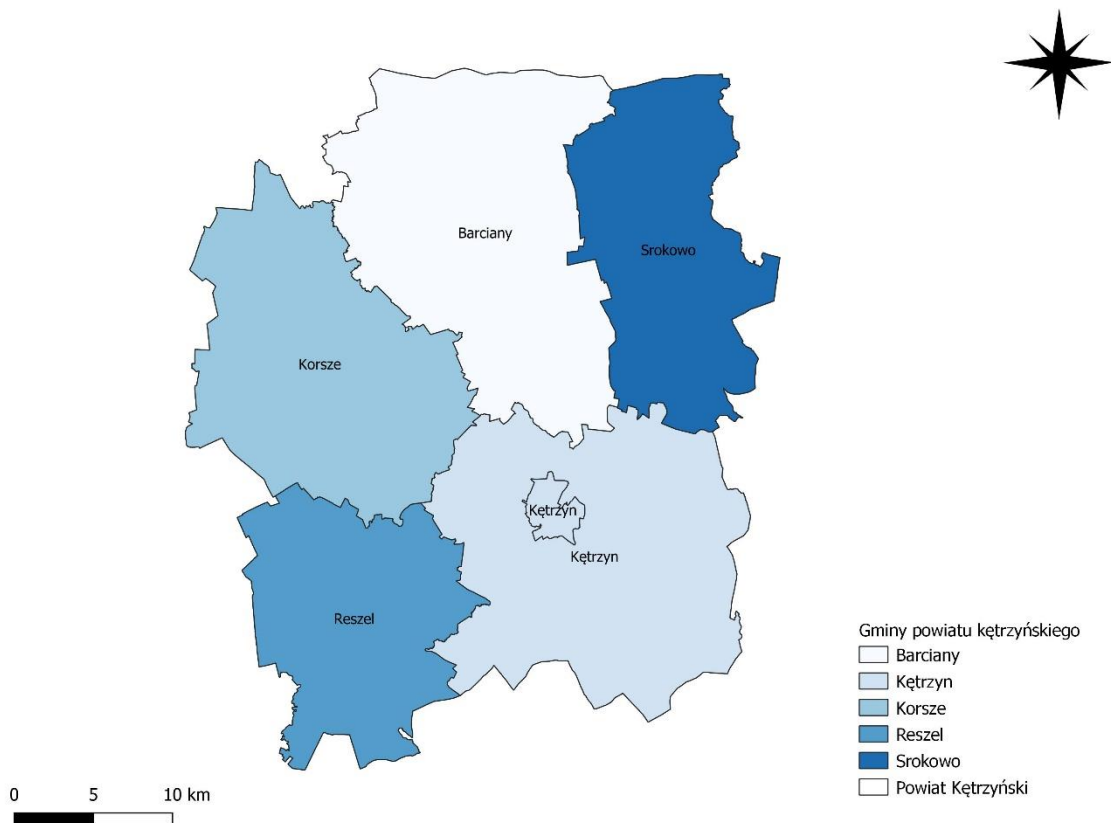 Barciany
Srokowo
Korsze
Kętrzyn
Kętrzyn
Reszel
Gminy powiatu kętrzyńskiego
Barciany
Kętrzyn
Korsze
Reszel
Srokowo
Powiat Kętrzyński
0 5 10 km